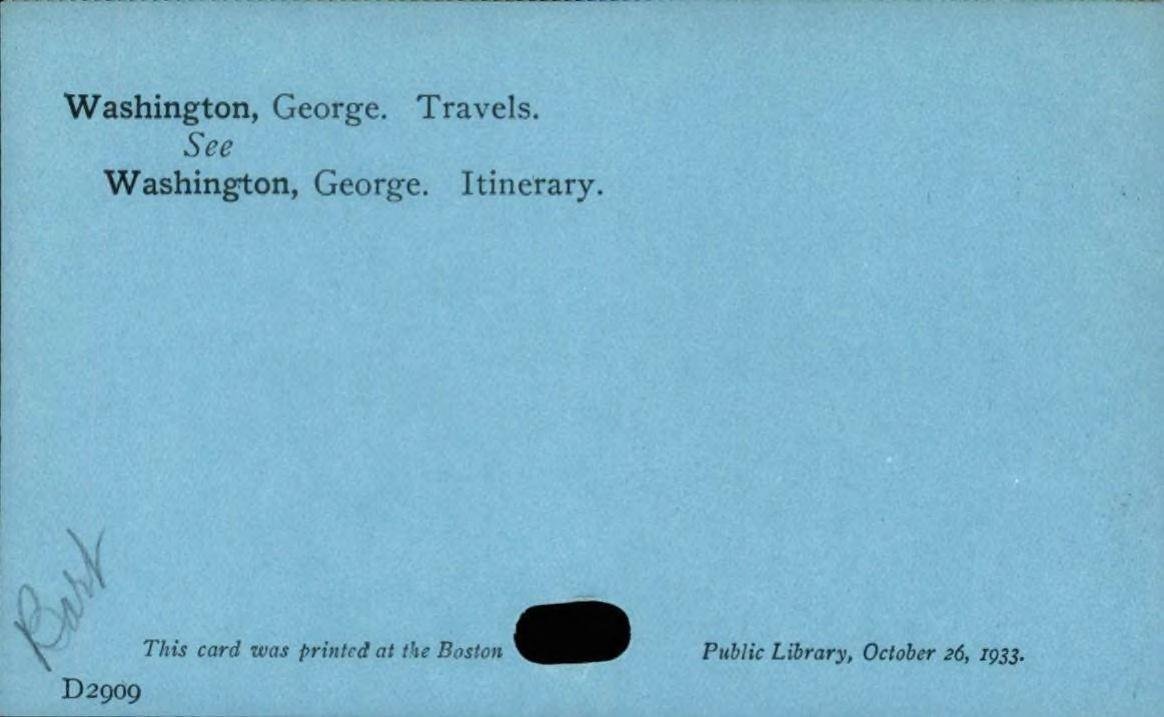 Washington, George. Travels.
See
Washington, George. Itinerary.
Bart
This card was printed at the Boston Public Library, October 26, 1933.
D2909